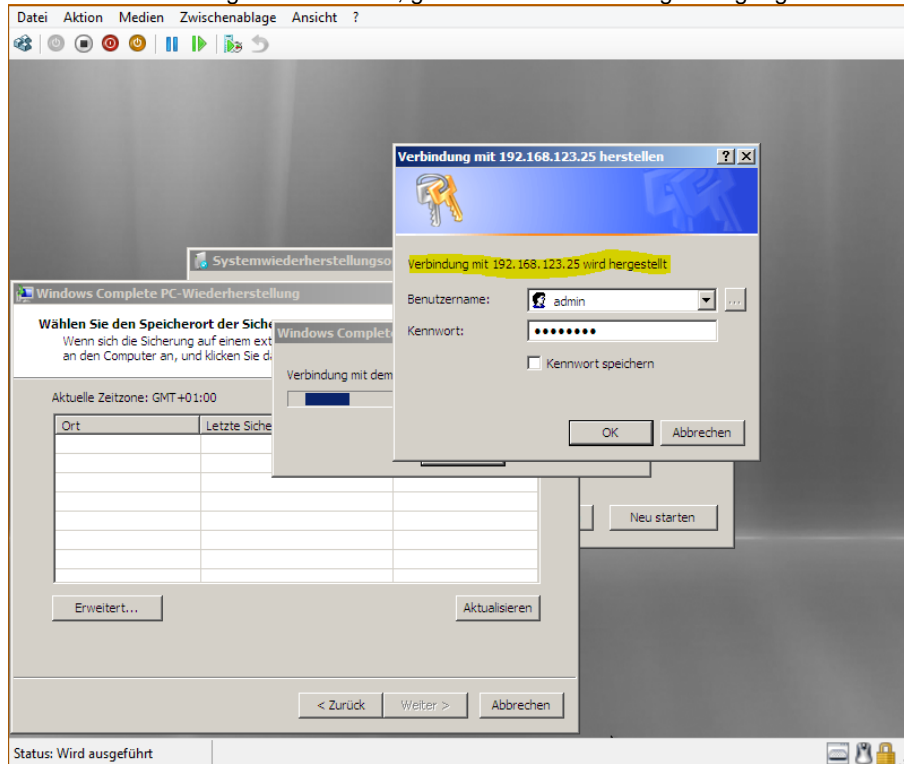 Datei Aktion Medien Zwischenablage Ansicht ?
Verbindung mit 192.168.123.25 herstellen
Verbindung mit 192.168.123.25 wird hergestellt
Benutzername:
admin
...
Kennwort:
••••••••
Kennwort speichern
OK
Abbrechen
Systemwiederherstellungso
Windows Complete PC-Wiederherstellung
Wählen Sie den Speicherort der Siche
Wenn sich die Sicherung auf einem ext
an den Computer an, und klicken Sie d
Windows Complet
Verbindung mit dem
Aktuelle Zeitzone: GMT+01:00
Ort
Letzte Siche
Neu starten
Erweitert...
Aktualisieren
< Zurück
Weiter >
Abbrechen
Status: Wird ausgeführt